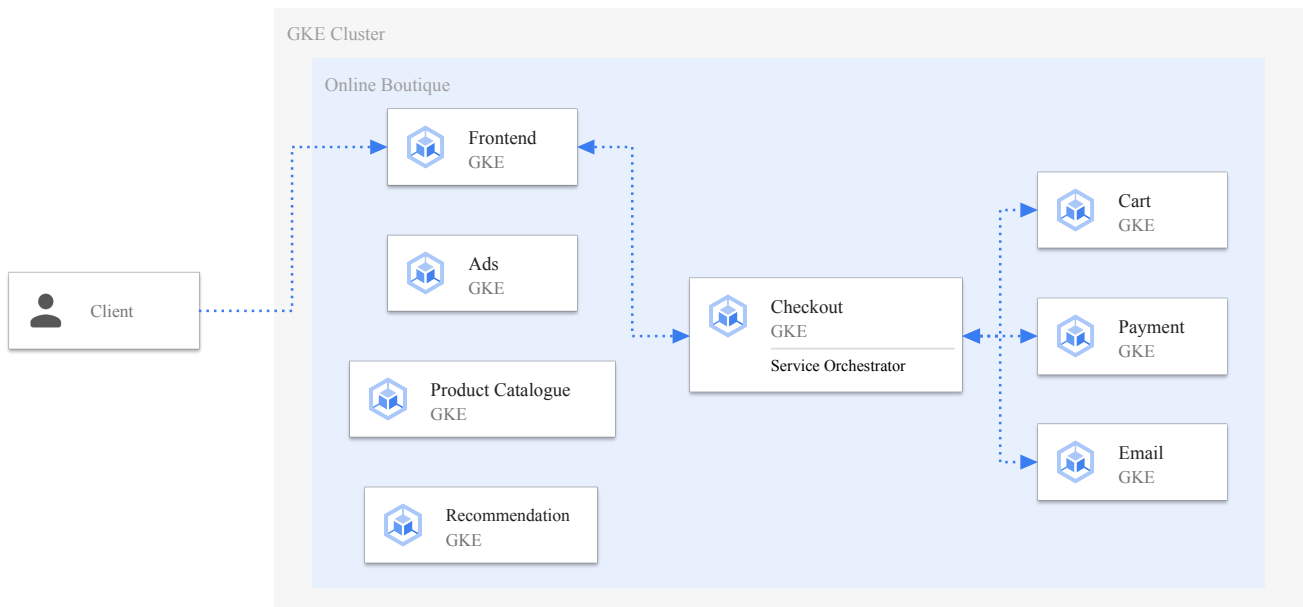 GKE Cluster
Online Boutique
Frontend
GKE
Ads
GKE
Client
Product Catalogue
GKE
Recommendation
GKE
Checkout
GKE
Service Orchestrator
Cart
GKE
Payment
GKE
Email
GKE